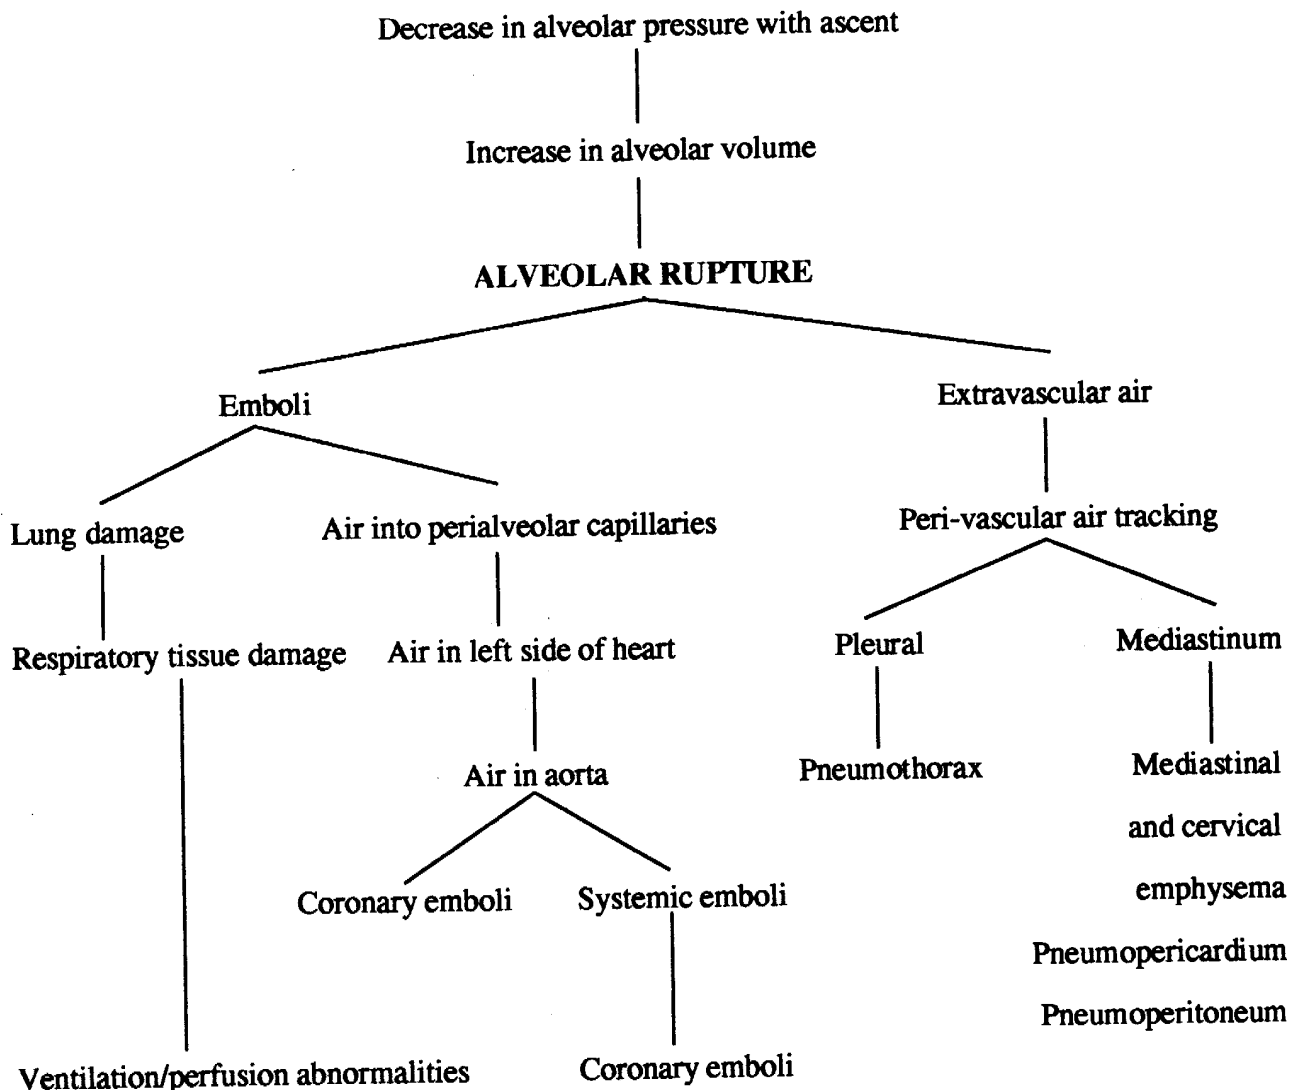 Decrease in alveolar pressure with ascent
Increase in alveolar volume
ALVEOLAR RUPTURE
Emboli
Extravascular air
Lung damage
Air into perialveolar capillaries
Peri-vascular air tracking
Respiratory tissue damage
Air in left side of heart
Pleural
Mediastinum
Air in aorta
Pneumothorax
Mediastinal
and cervical
emphysema
Coronary emboli
Systemic emboli
Pneumopericardium
Pneumoperitoneum
Ventilation/perfusion abnormalities
Coronary emboli